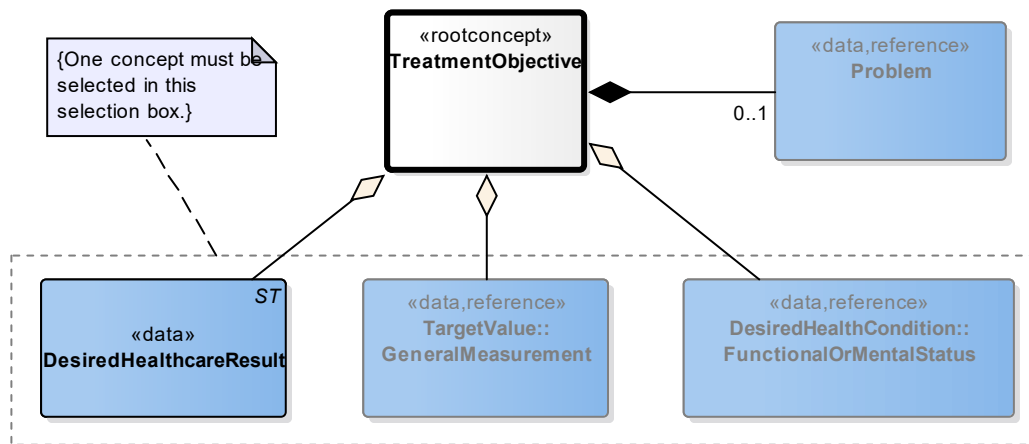 «rootconcept»
TreatmentObjective
{One concept must be
selected in this
selection box.}
«data,reference»
Problem
0..1
ST
«data»
DesiredHealthcareResult
«data,reference»
TargetValue::
GeneralMeasurement
«data,reference»
DesiredHealthCondition::
FunctionalOrMentalStatus